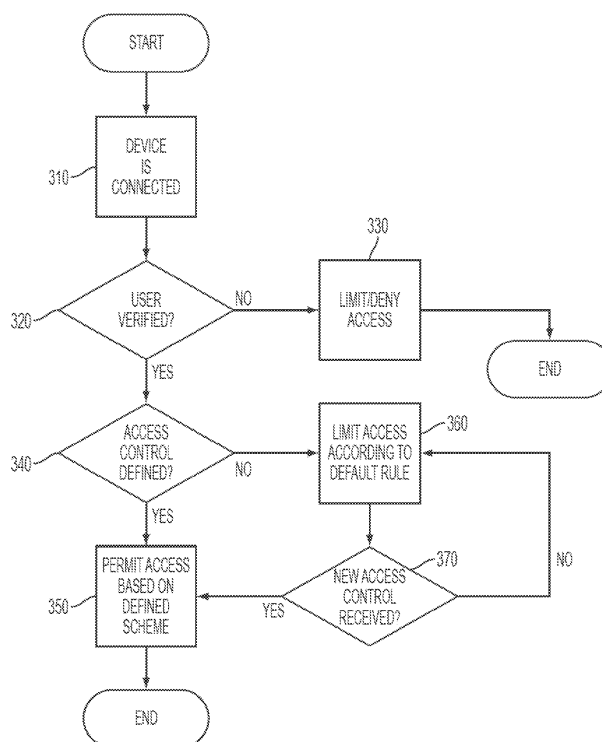 START
DEVICE
IS
CONNECTED
310
USER
VERIFIED?
320
NO
330
LIMIT/DENY
ACCESS
END
YES
ACCESS
CONTROL
DEFINED?
340
NO
LIMIT ACCESS
ACCORDING TO
DEFAULT RULE
360
YES
PERMIT ACCESS
BASED ON
DEFINED
SCHEME
350
YES
NEW ACCESS
CONTROL
RECEIVED?
370
NO
END